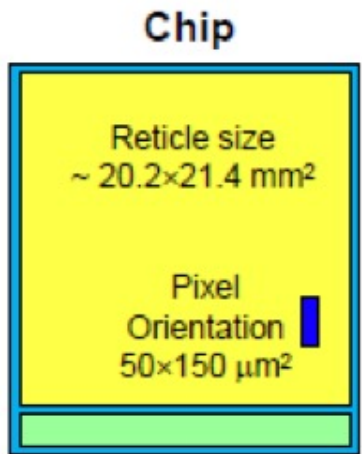 Chip
Reticle size
~ 20.2×21.4 mm²
Pixel
Orientation
50×150 μm²